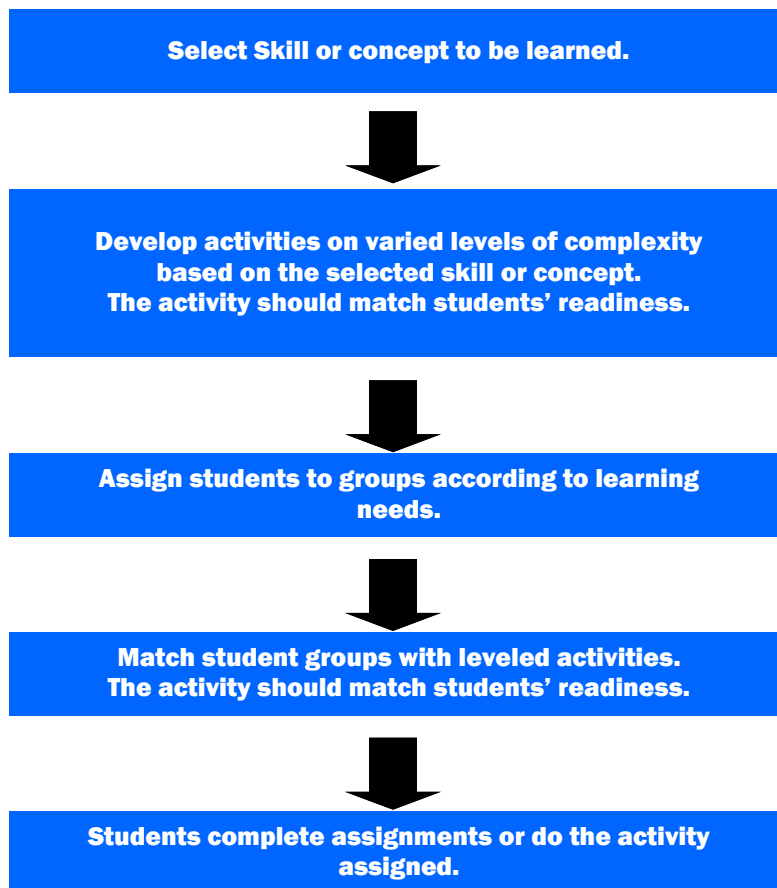 Select Skill or concept to be learned.
Develop activities on varied levels of complexity
based on the selected skill or concept.
The activity should match students’ readiness.
Assign students to groups according to learning
needs.
Match student groups with leveled activities.
The activity should match students’ readiness.
Students complete assignments or do the activity
assigned.